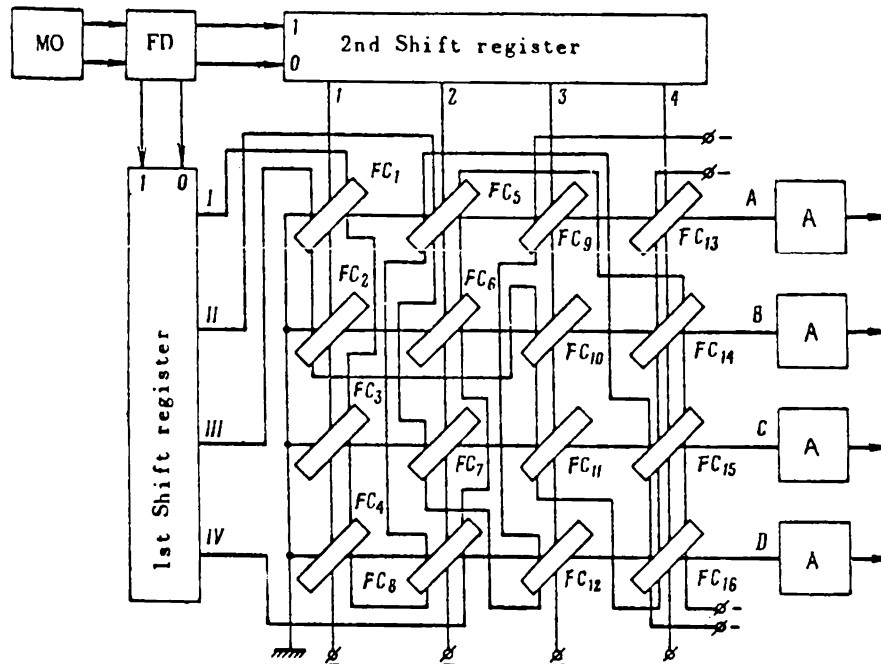 MO
FD
1
0
2nd Shift register
1
2
3
4
1
0
1st Shift register
I
II
III
IV
FC1
FC5
FC9
FC13
A
A
FC2
FC6
FC10
FC14
B
A
FC3
FC7
FC11
FC15
C
A
FC4
FC8
FC12
FC16
D
A